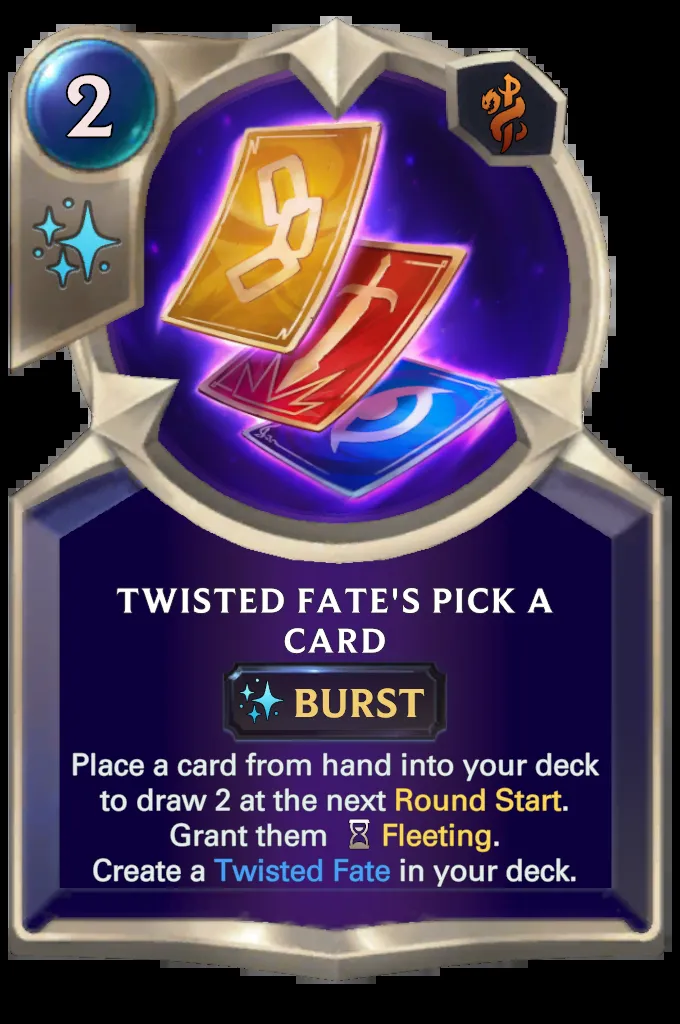 2
TWISTED FATE'S PICK A
CARD
BURST
Place a card from hand into your deck
to draw 2 at the next Round Start.
Grant them Fleeting.
Create a Twisted Fate in your deck.